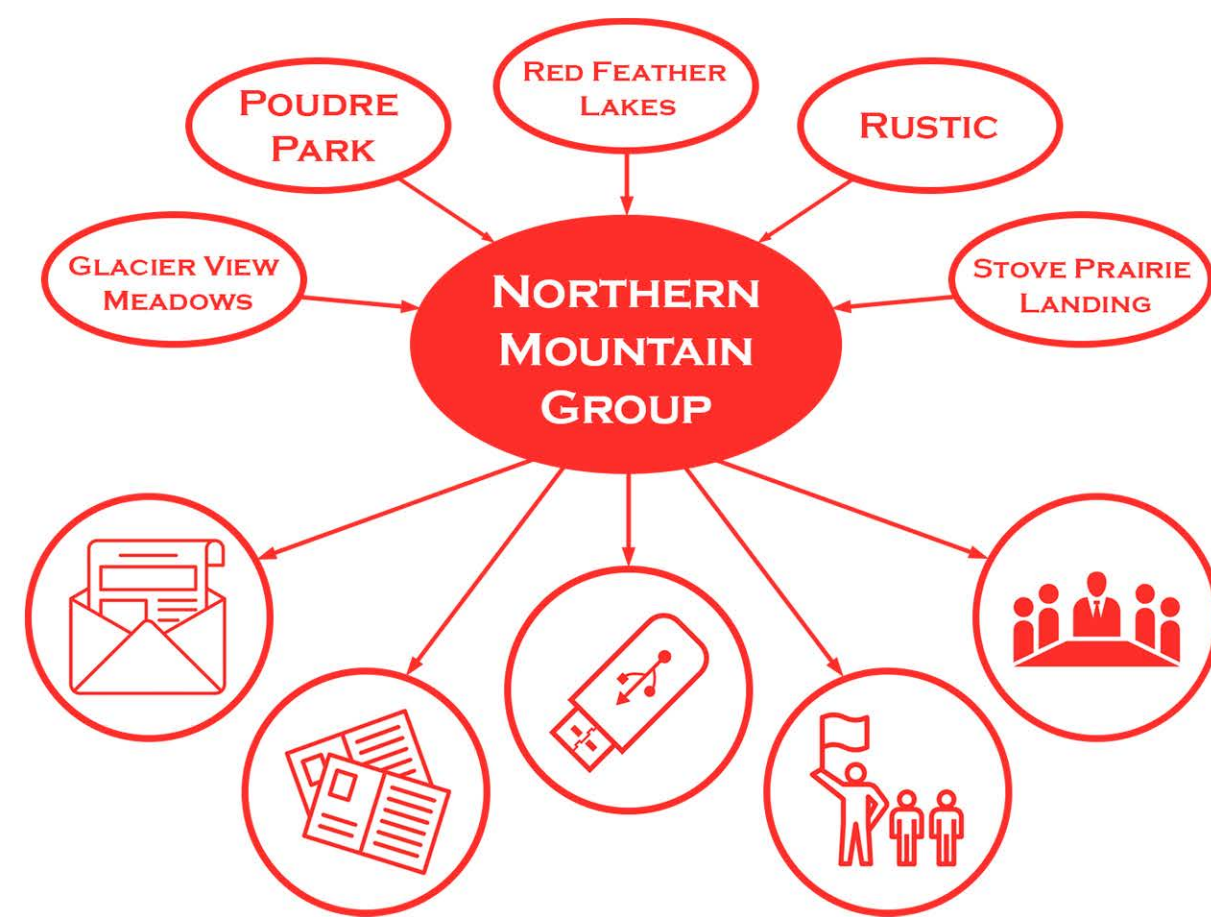 Red Feather
Lakes
Poudre
Park
Rustic
Glacier View
Meadows
Stove Prairie
Landing
Northern
Mountain
Group